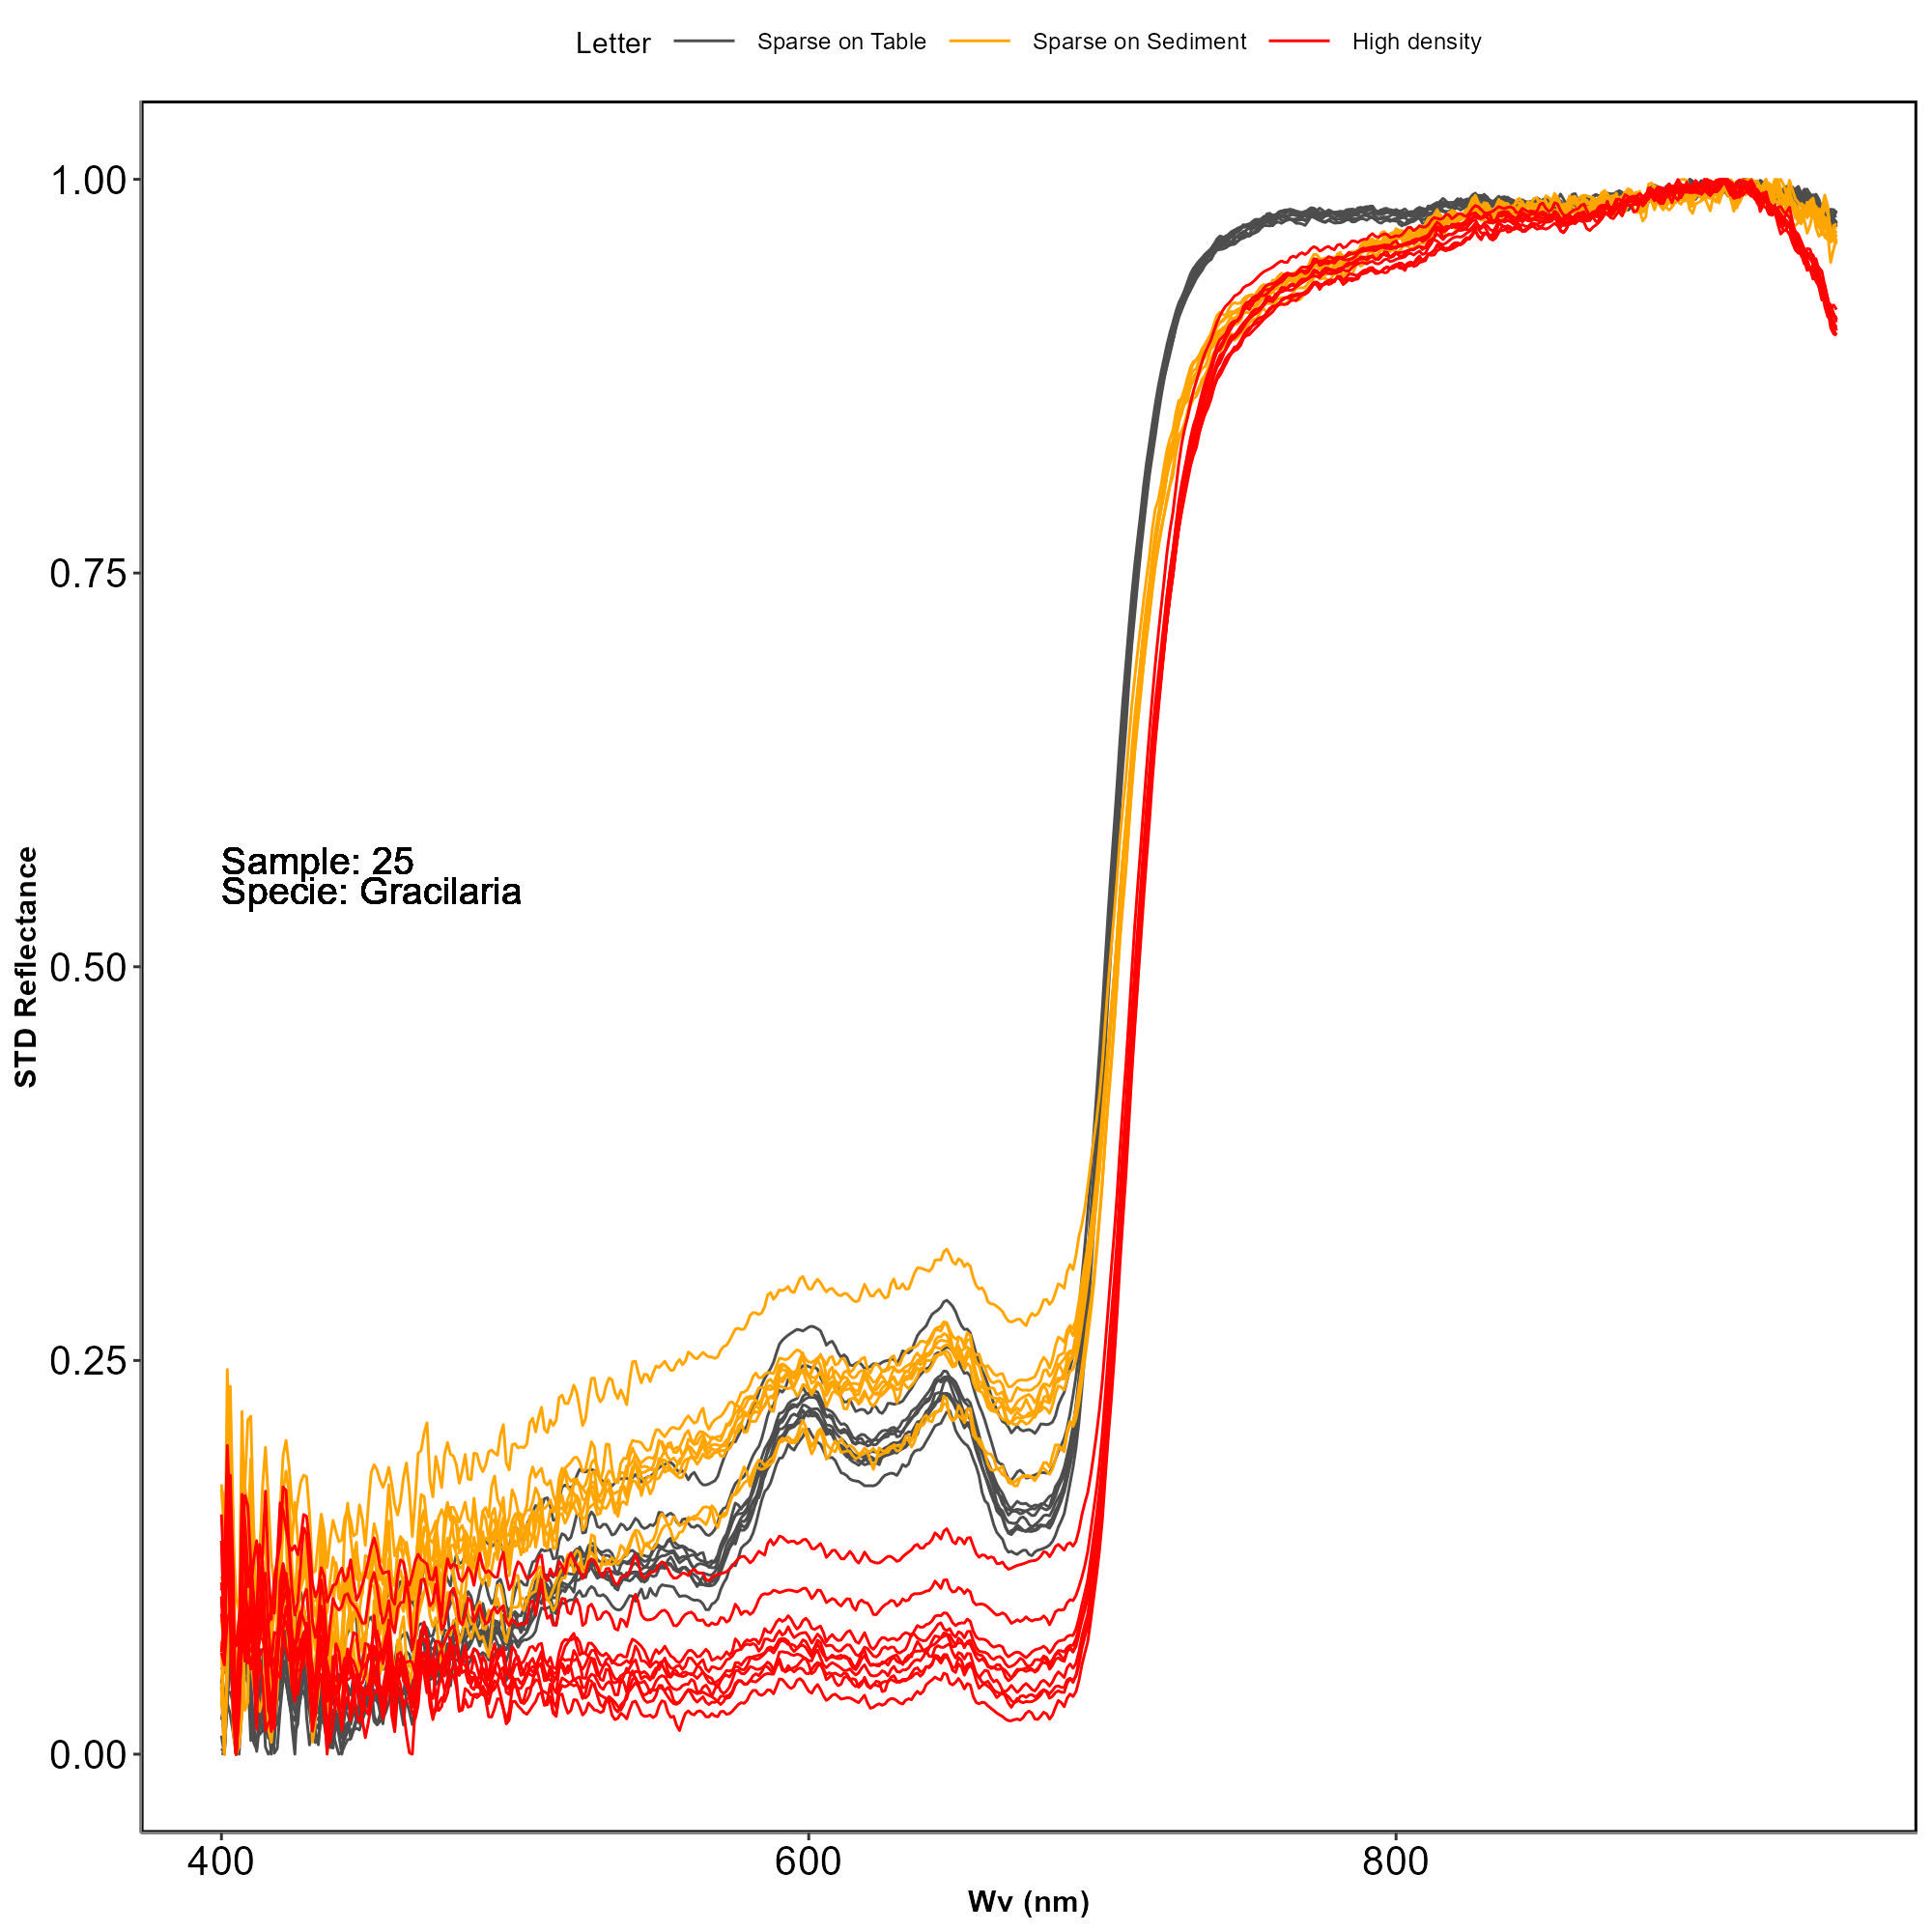 Letter Sparse on Table Sparse on Sediment High density
1.00
0.75
Sample: 25
Specie: Gracilaria
STD Reflectance
0.50
0.25
0.00
400 600 800
Wv (nm)